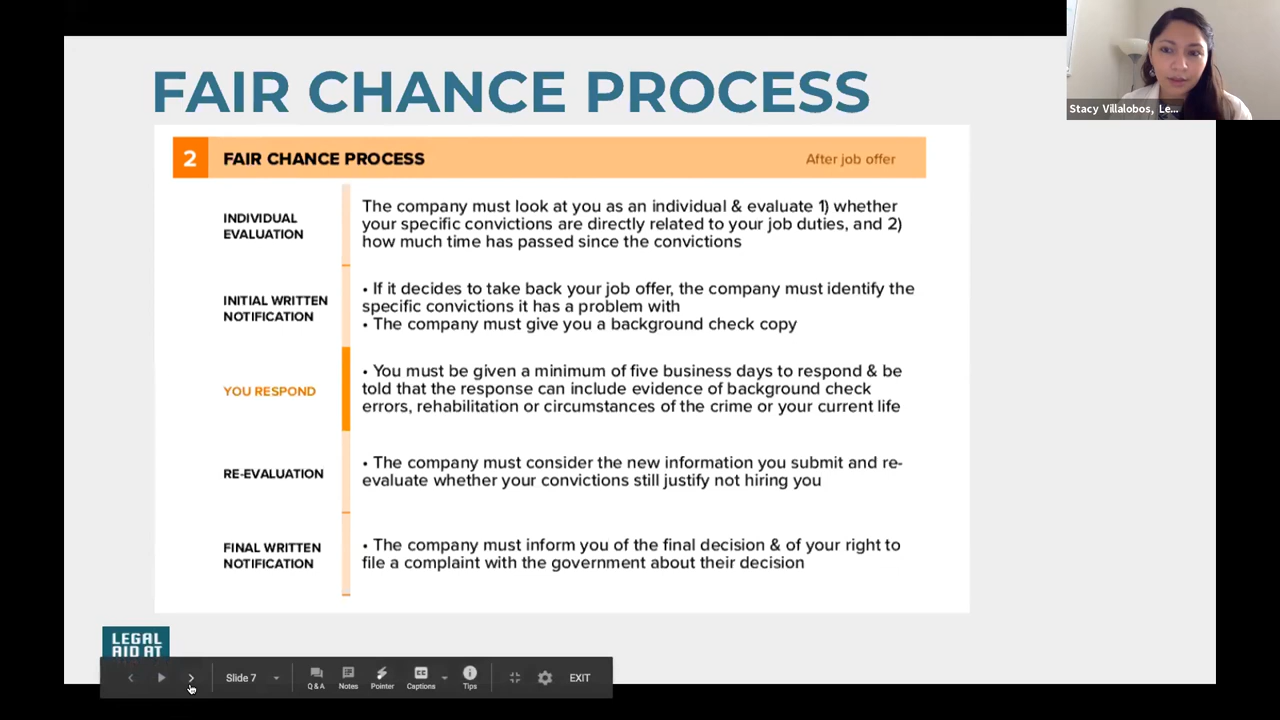 FAIR CHANCE PROCESS
Stacy Villalobos, Le...
2
FAIR CHANCE PROCESS
After job offer
INDIVIDUAL
EVALUATION
The company must look at you as an individual & evaluate 1) whether
your specific convictions are directly related to your job duties, and 2)
how much time has passed since the convictions
INITIAL WRITTEN
NOTIFICATION
• If it decides to take back your job offer, the company must identify the
specific convictions it has a problem with
• The company must give you a background check copy
YOU RESPOND
• You must be given a minimum of five business days to respond & be
told that the response can include evidence of background check
errors, rehabilitation or circumstances of the crime or your current life
RE-EVALUATION
• The company must consider the new information you submit and re-
evaluate whether your convictions still justify not hiring you
FINAL WRITTEN
NOTIFICATION
• The company must inform you of the final decision & of your right to
file a complaint with the government about their decision
LEGAL
AID AT
Slide 7
Q & A
Notes
Pointer
Captions
Tips
EXIT